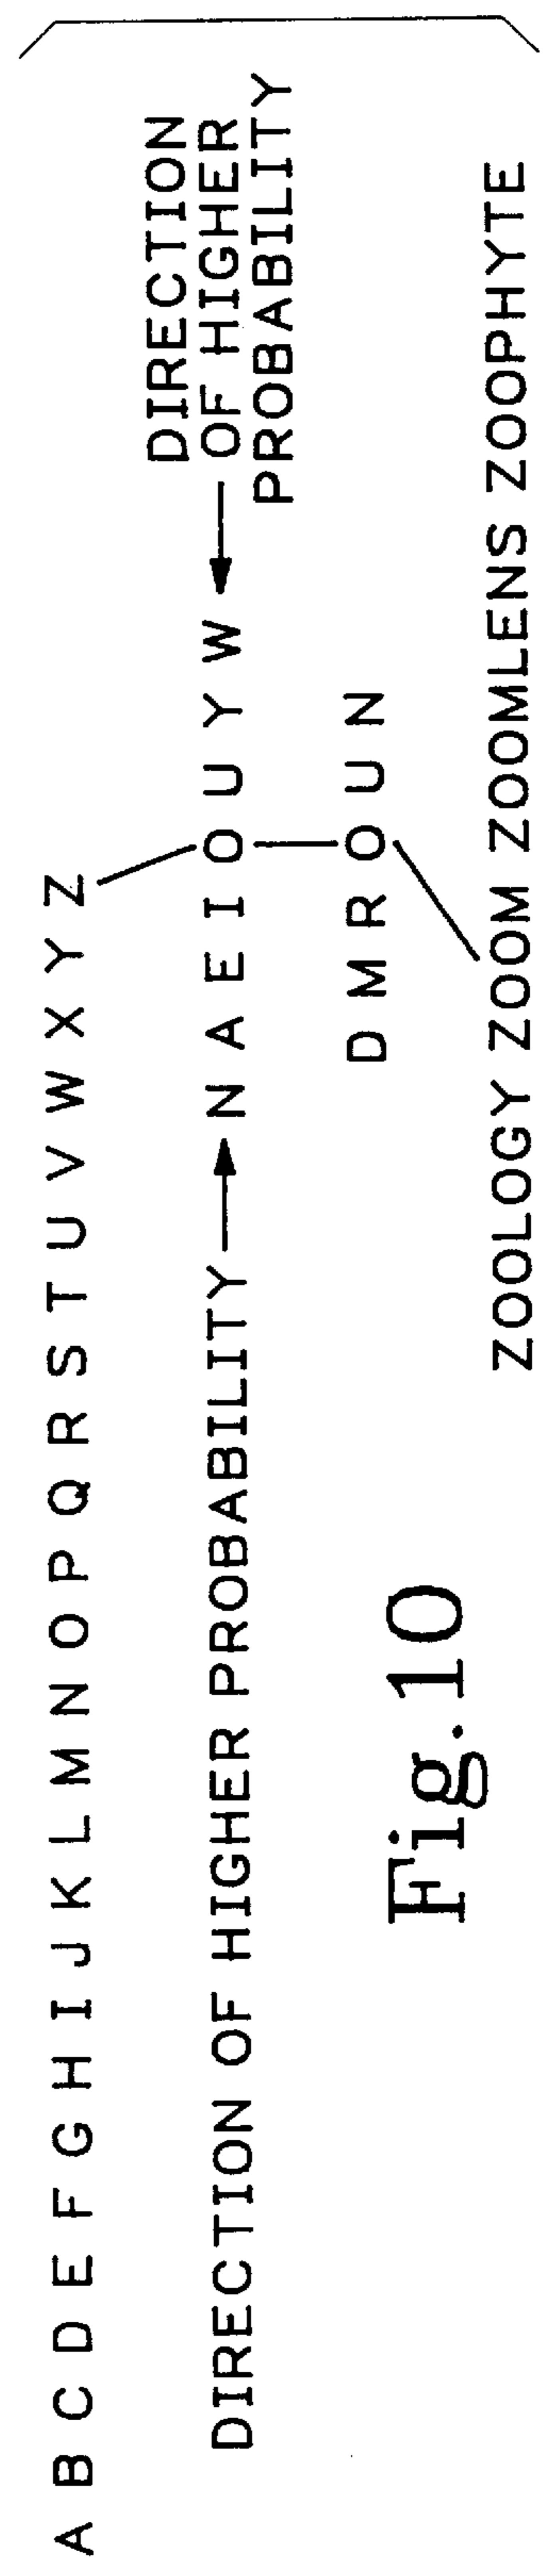 A B C D E F G H I J K L M N O P Q R S T U V W X Y Z
DIRECTION OF HIGHER PROBABILITY N A E I O U Y W DIRECTION
OF HIGHER
PROBABILITY
D M R O U N
ZOOLOGY ZOOM ZOOMLENS ZOOPHYTE
Fig.10